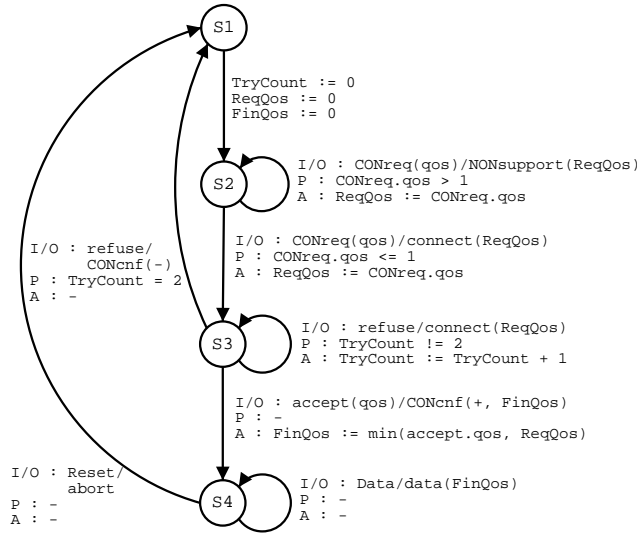 S1
TryCount := 0
ReqQos := 0
FinQos := 0
S2
I/O : CONreq(qos)/NONsupport(ReqQos)
P : CONreq.qos > 1
A : ReqQos := CONreq.qos
I/O : CONreq(qos)/connect(ReqQos)
P : CONreq.qos <= 1
A : ReqQos := CONreq.qos
I/O : refuse/
CONcnf(-)
P : TryCount = 2
A : -
S3
I/O : refuse/connect(ReqQos)
P : TryCount != 2
A : TryCount := TryCount + 1
I/O : accept(qos)/CONcnf(+, FinQos)
P : -
A : FinQos := min(accept.qos, ReqQos)
I/O : Reset/
abort
P : -
A : -
S4
I/O : Data/data(FinQos)
P : -
A : -